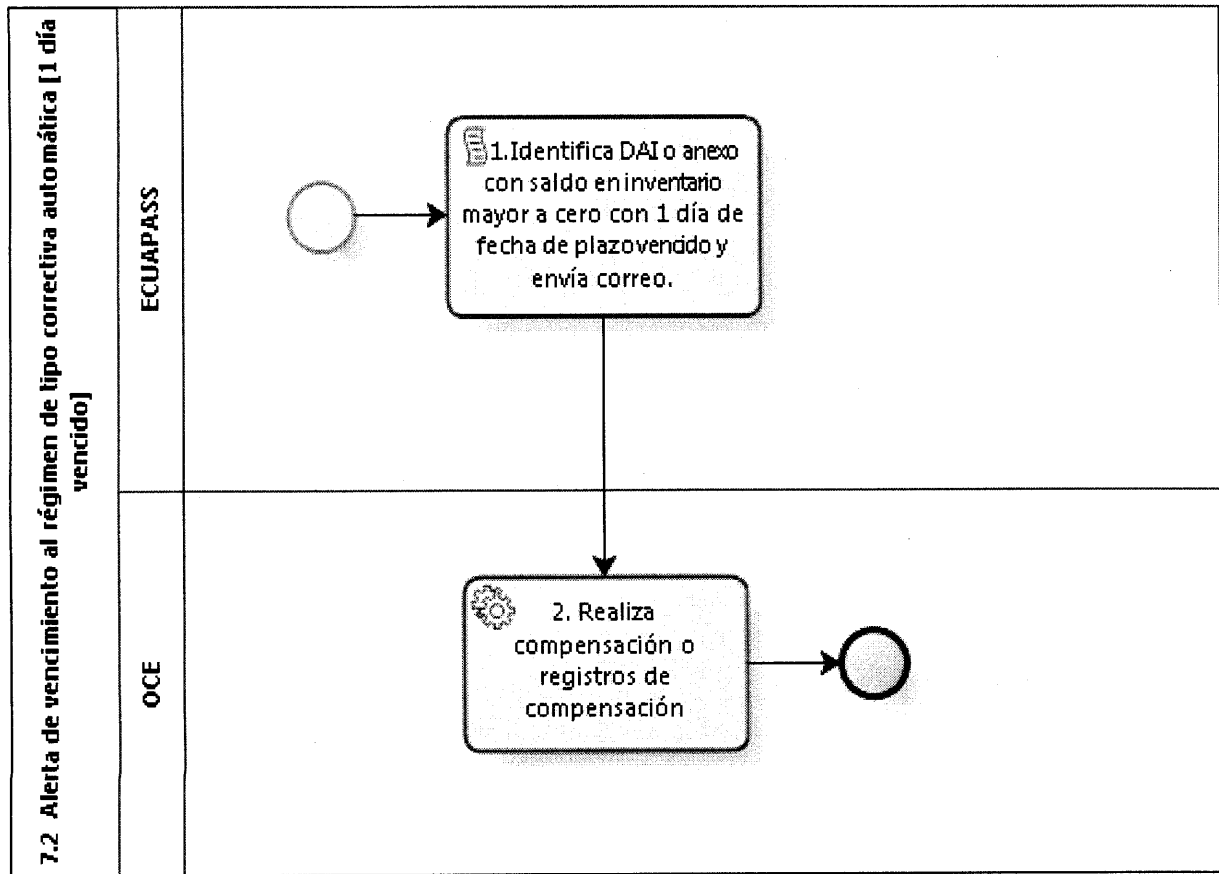 7.2 Alerta de vencimiento al régimen de tipo correctiva automática [1 día
vencido]
ECUAPASS
1.Identifica DAI o anexo
con saldo en inventario
mayor a cero con 1 día de
fecha de plazo vencido y
envía correo.
OCE
2. Realiza
compensación o
registros de
compensación